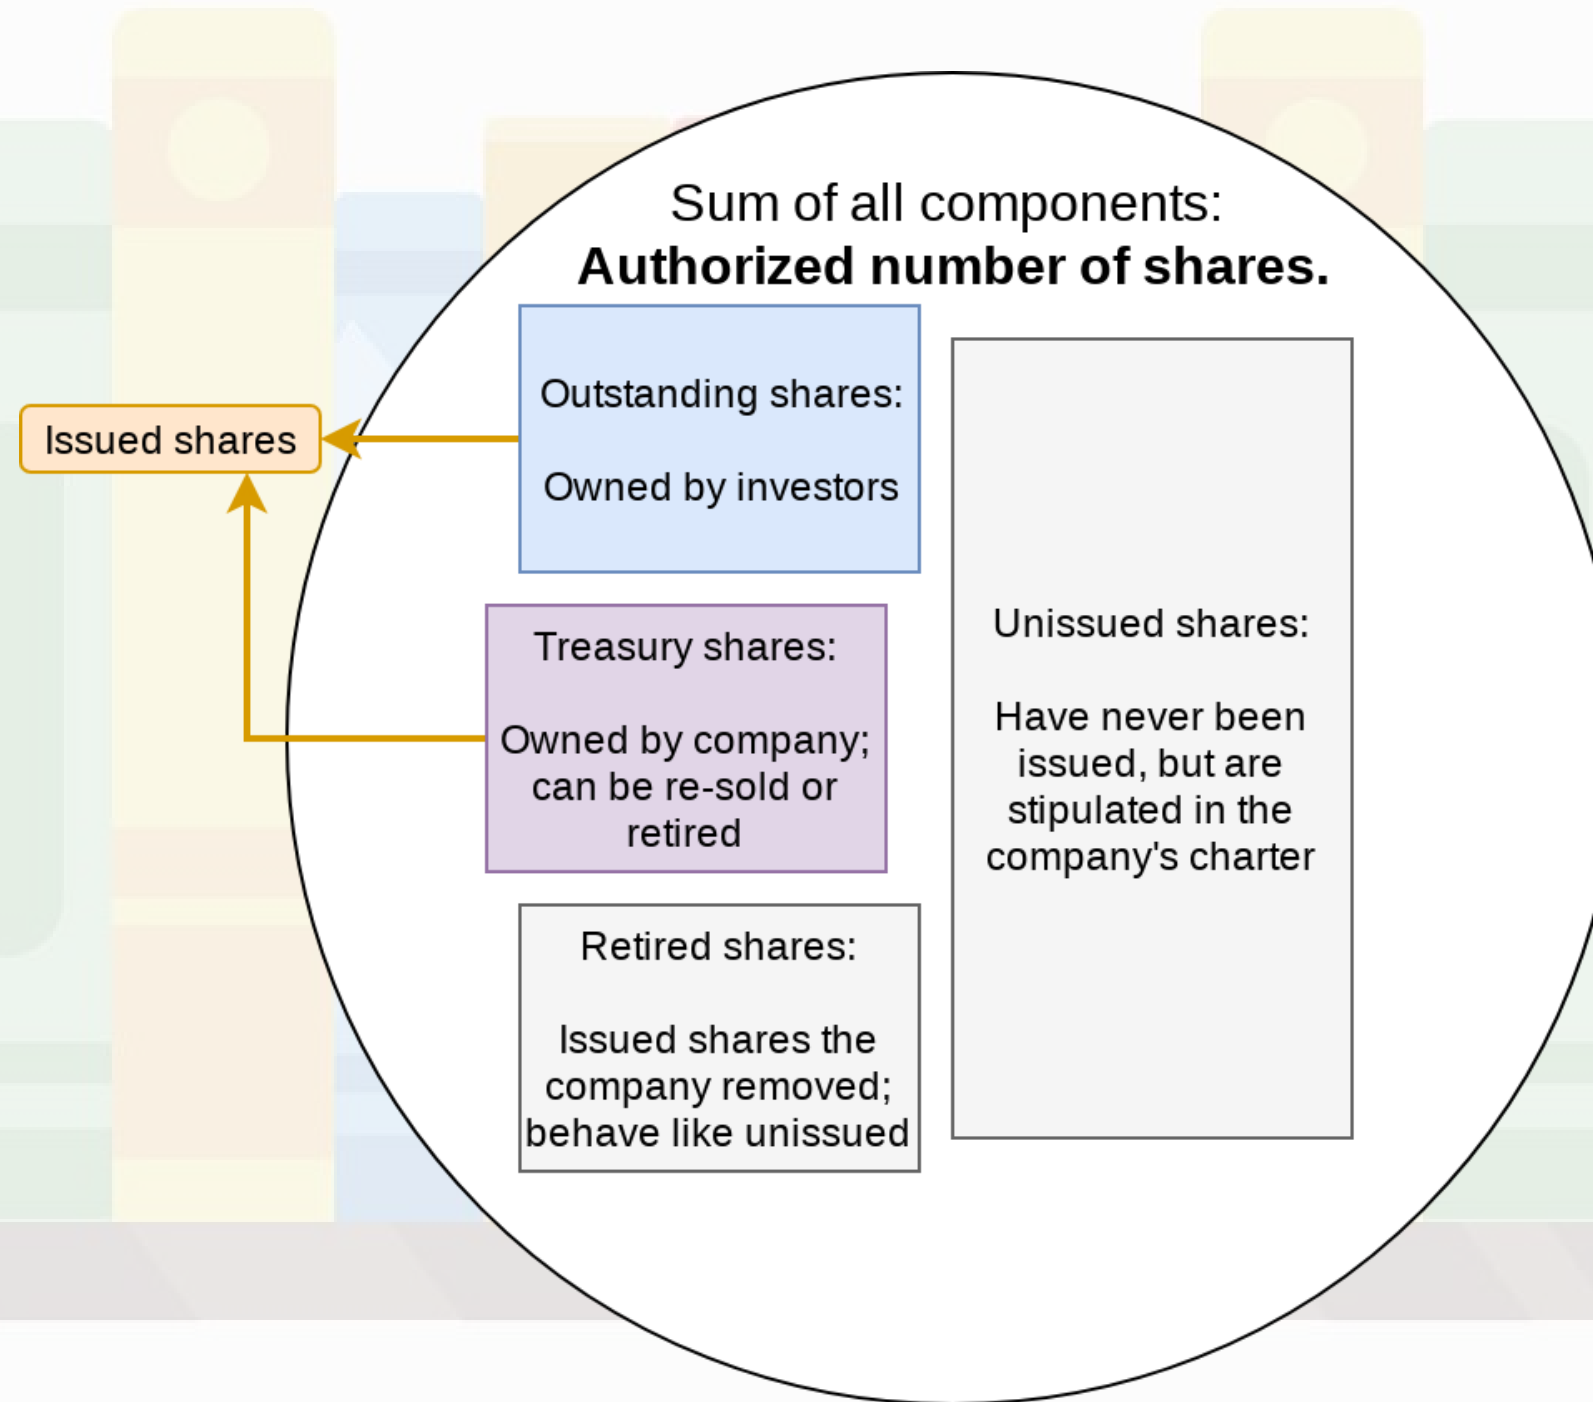 Sum of all components:
Authorized number of shares.
Outstanding shares:
Owned by investors
Issued shares
Treasury shares:
Owned by company;
can be re-sold or
retired
Retired shares:
Issued shares the
company removed;
behave like unissued
Unissued shares:
Have never been
issued, but are
stipulated in the
company's charter